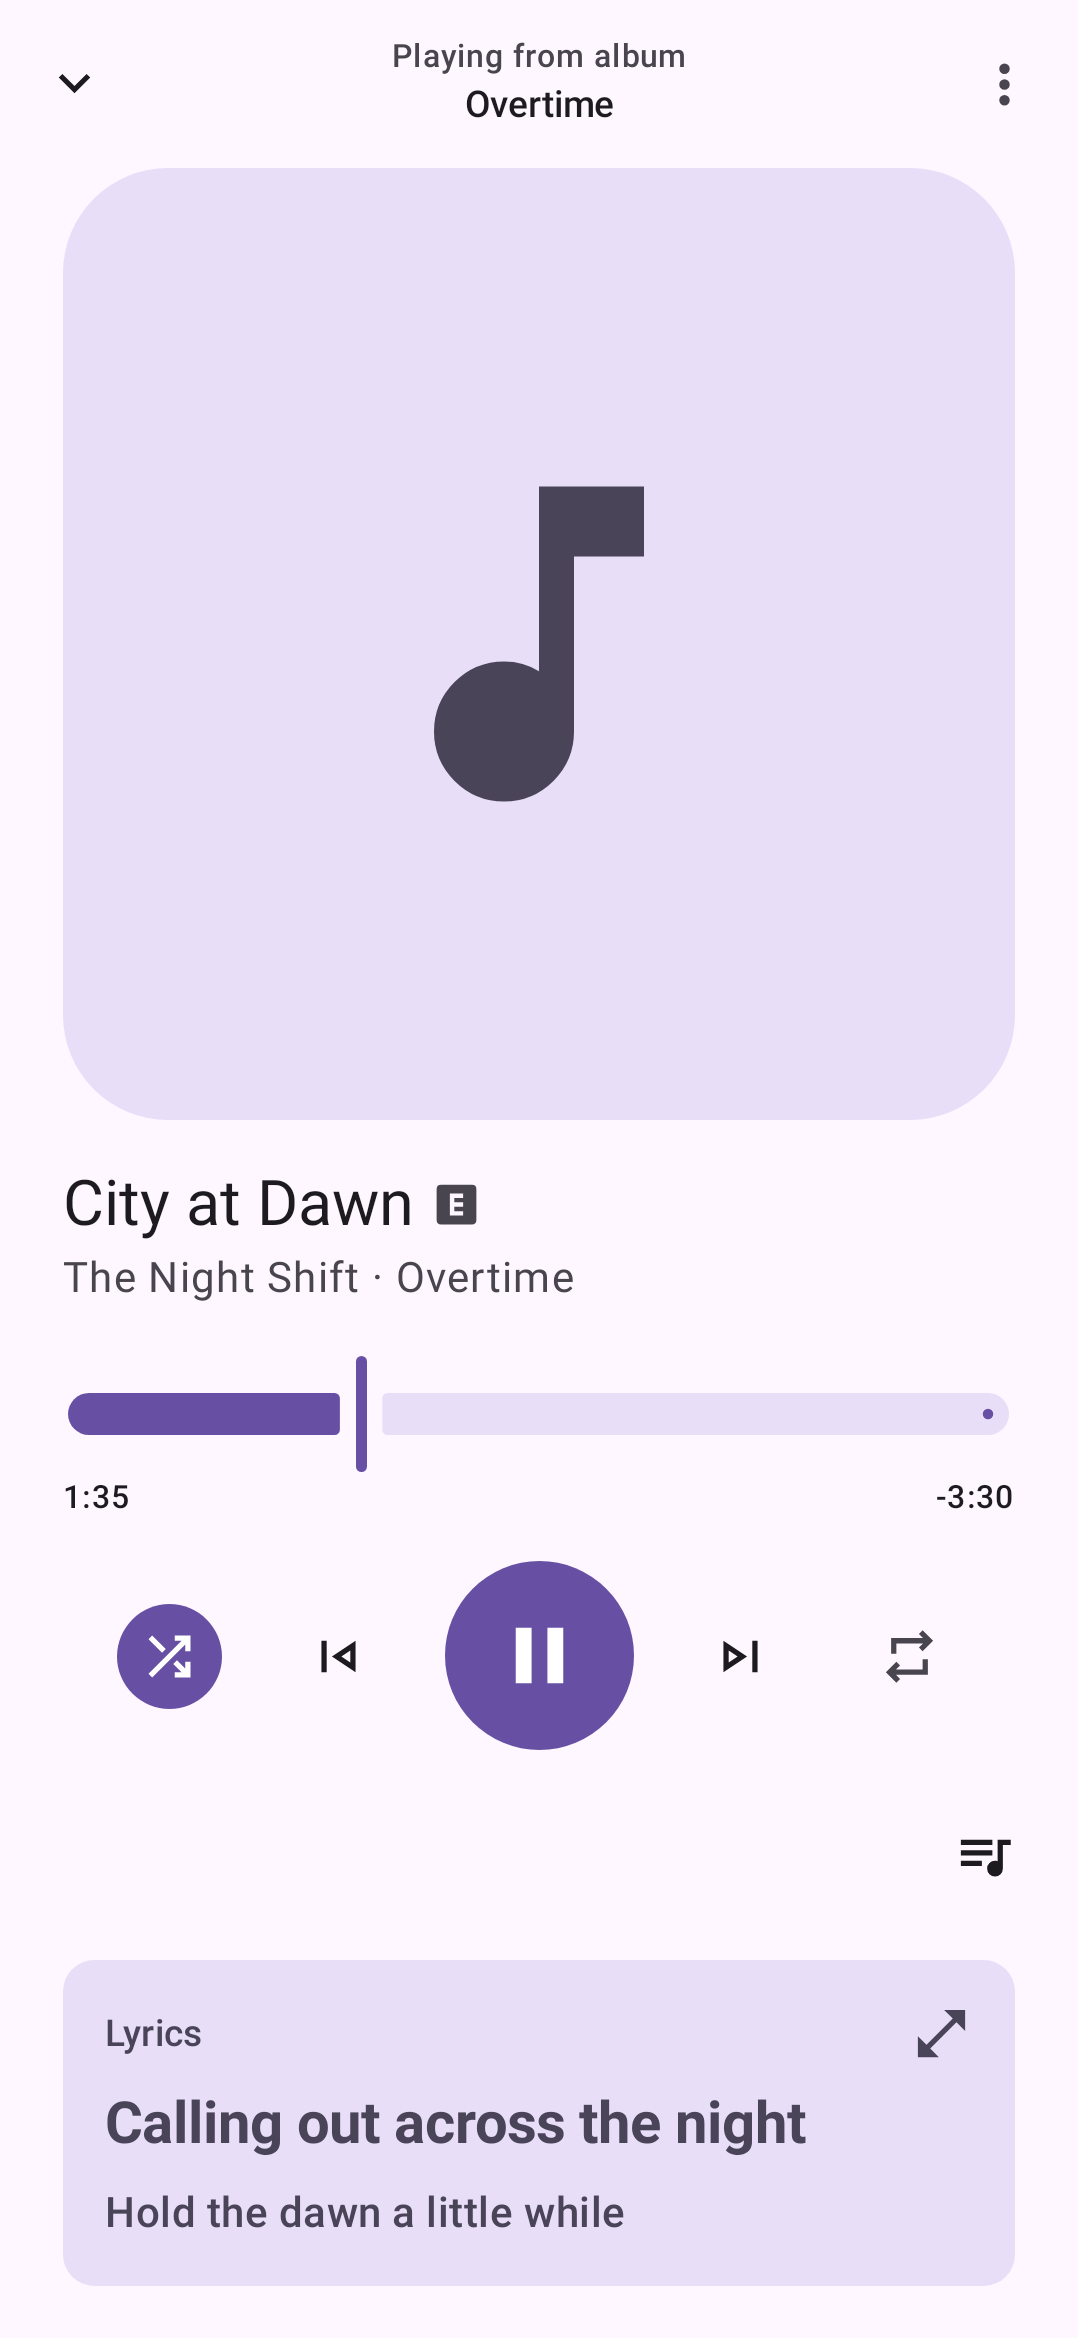 Playing from album
Overtime
City at Dawn E
The Night Shift · Overtime
1:35
-3:30
Lyrics
Calling out across the night
Hold the dawn a little while